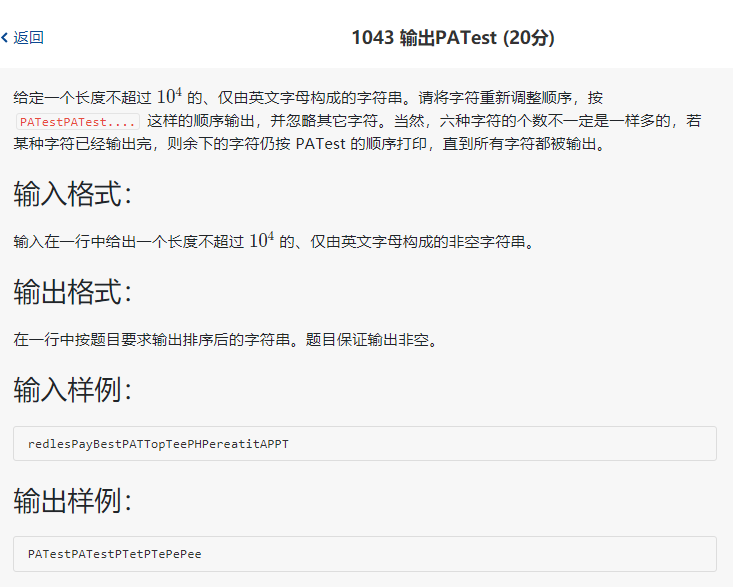 返回
1043 输出PATest (20分)
给定一个长度不超过 10^4 的、仅由英文字母构成的字符串。请将字符重新调整顺序，按
PATestPATest.... 这样的顺序输出，并忽略其它字符。当然，六种字符的个数不一定是一样多的，若
某种字符已经输出完，则余下的字符仍按 PATest 的顺序打印，直到所有字符都被输出。
输入格式：
输入在一行中给出一个长度不超过 10^4 的、仅由英文字母构成的非空字符串。
输出格式：
在一行中按题目要求输出排序后的字符串。题目保证输出非空。
输入样例：
redlesPayBestPATTopTeePHPereatitAPPT
输出样例：
PATestPATestPTetPTePePee